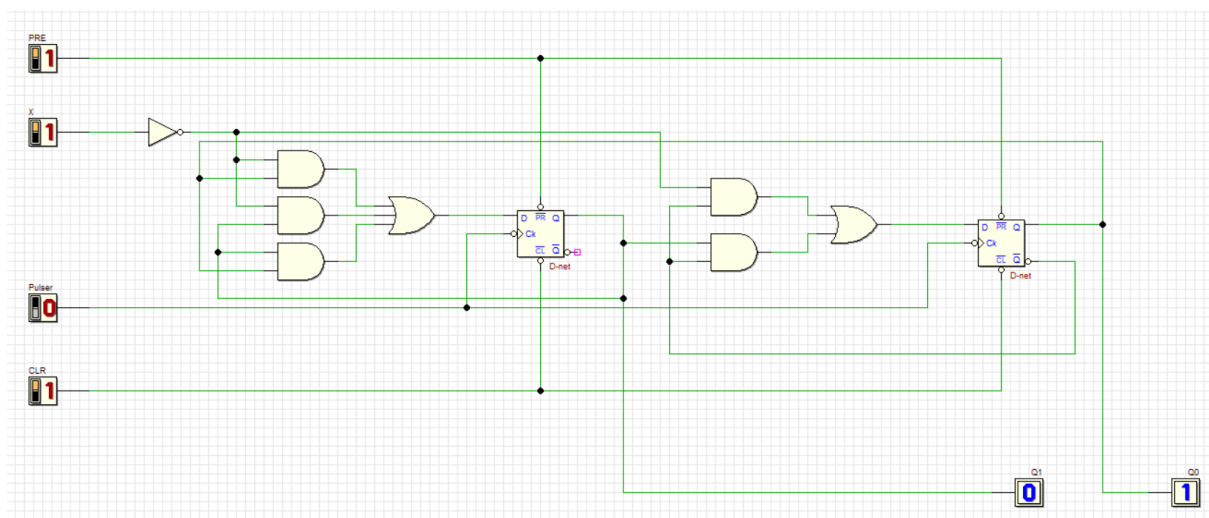 PRE
1
X
1
D PR Q
Ck
CL Q
D-net
D PR Q
Ck
CL Q
D-net
Pulser
0
CLR
1
Q1
0
Q0
1